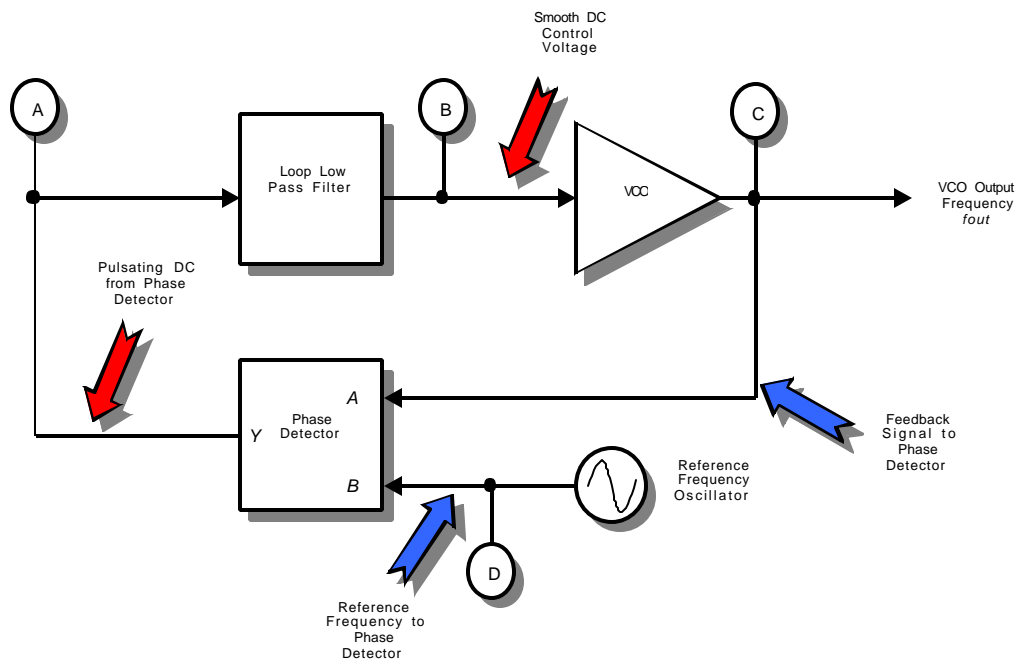 Smooth DC
Control
Voltage
A
B
C
Loop Low
Pass Filter
VCO
VCO Output
Frequency
fout
Pulsating DC
from Phase
Detector
A
Phase
Detector
Y
B
Feedback
Signal to
Phase
Detector
Reference
Frequency
Oscillator
D
Reference
Frequency to
Phase
Detector